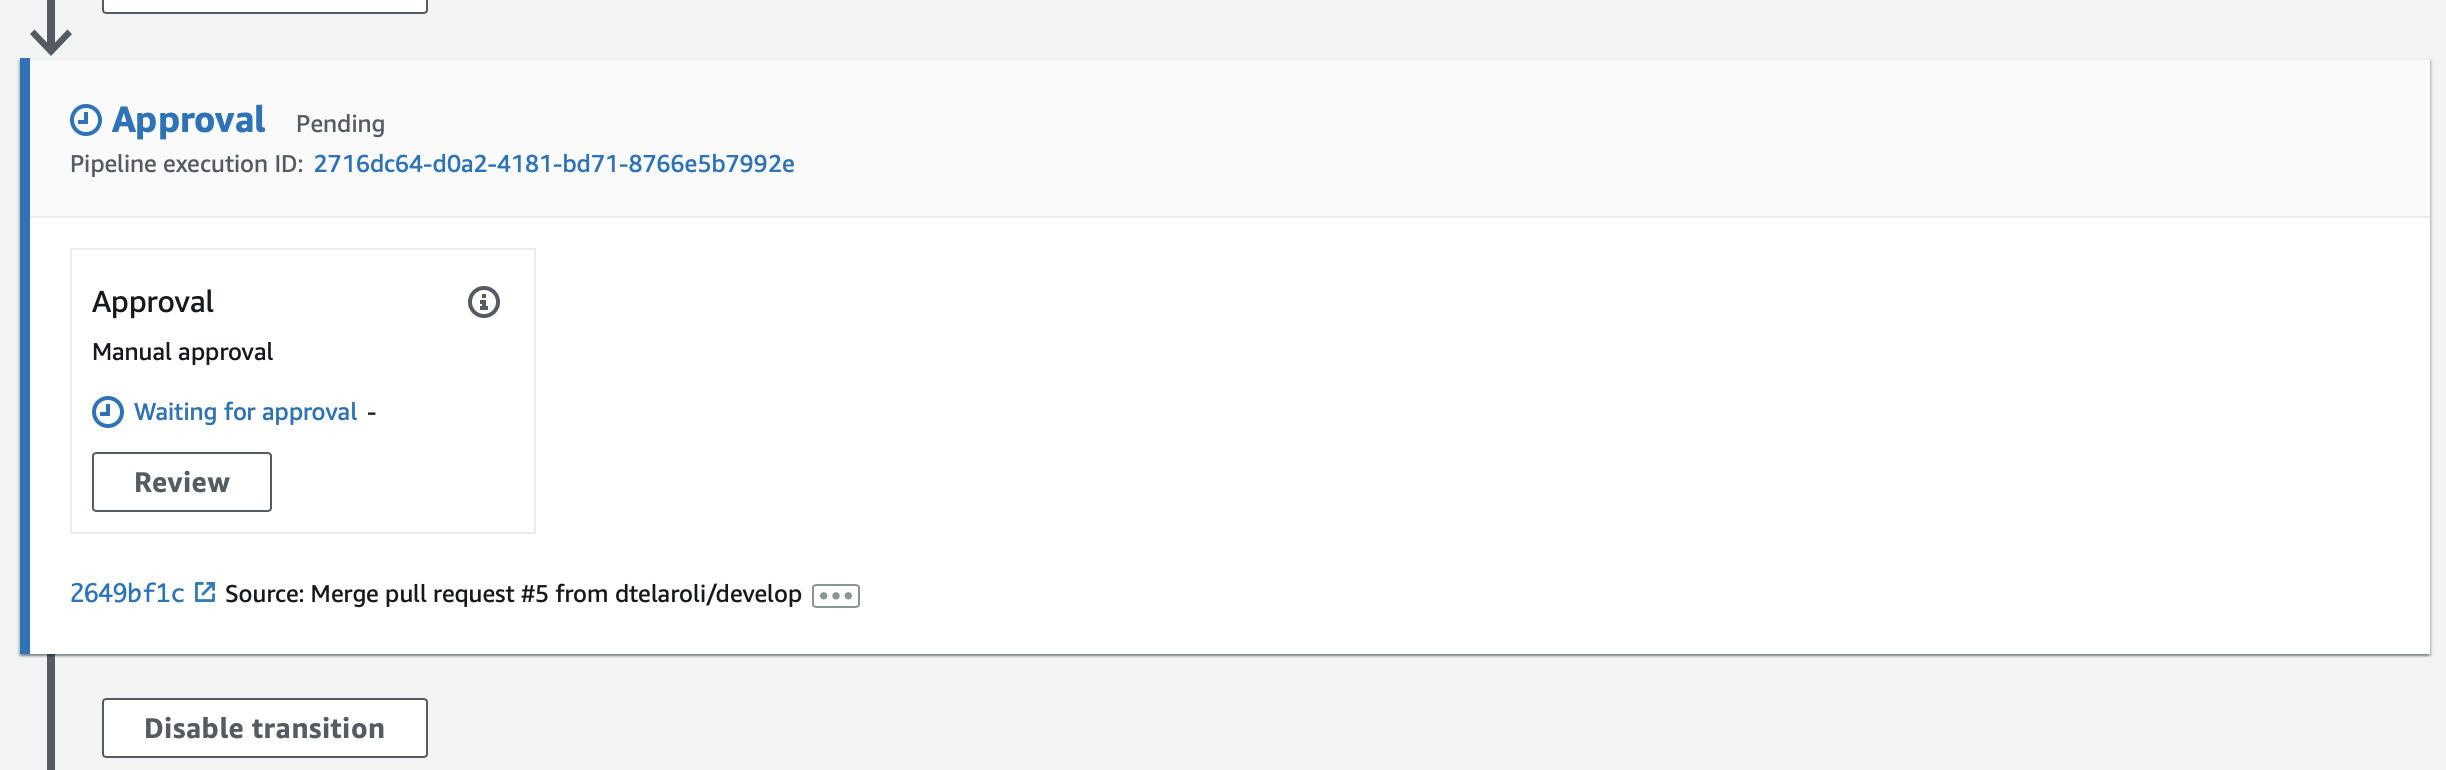 Approval Pending
Pipeline execution ID: 2716dc64-d0a2-4181-bd71-8766e5b7992e
Approval
Manual approval
Waiting for approval -
Review
2649bf1c Source: Merge pull request #5 from dtelaroli/develop
Disable transition